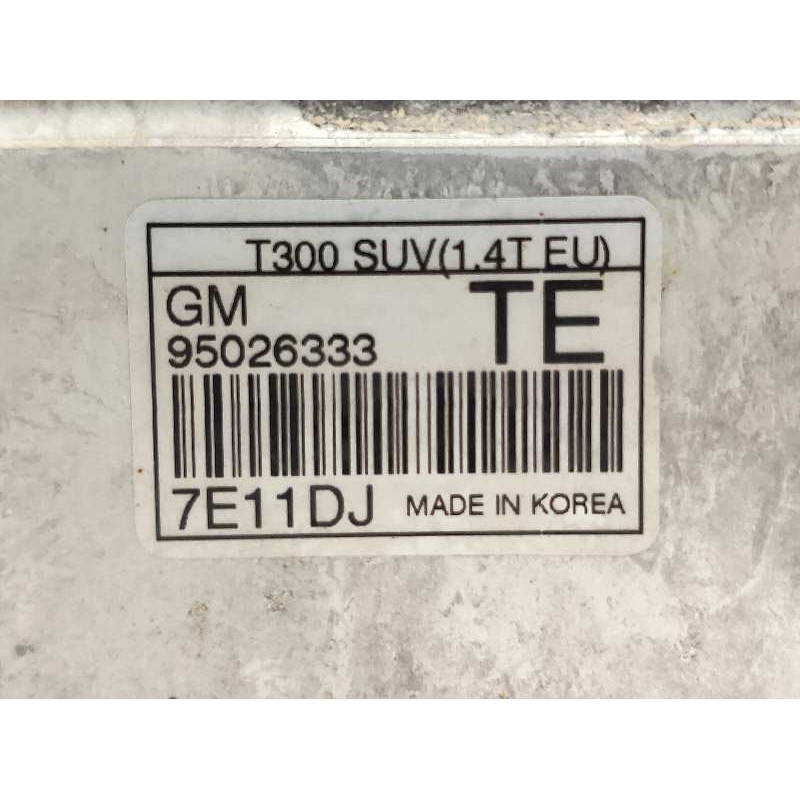 T300 SUV(1.4T EU)
GM TE
95026333
7E11DJ MADE IN KOREA